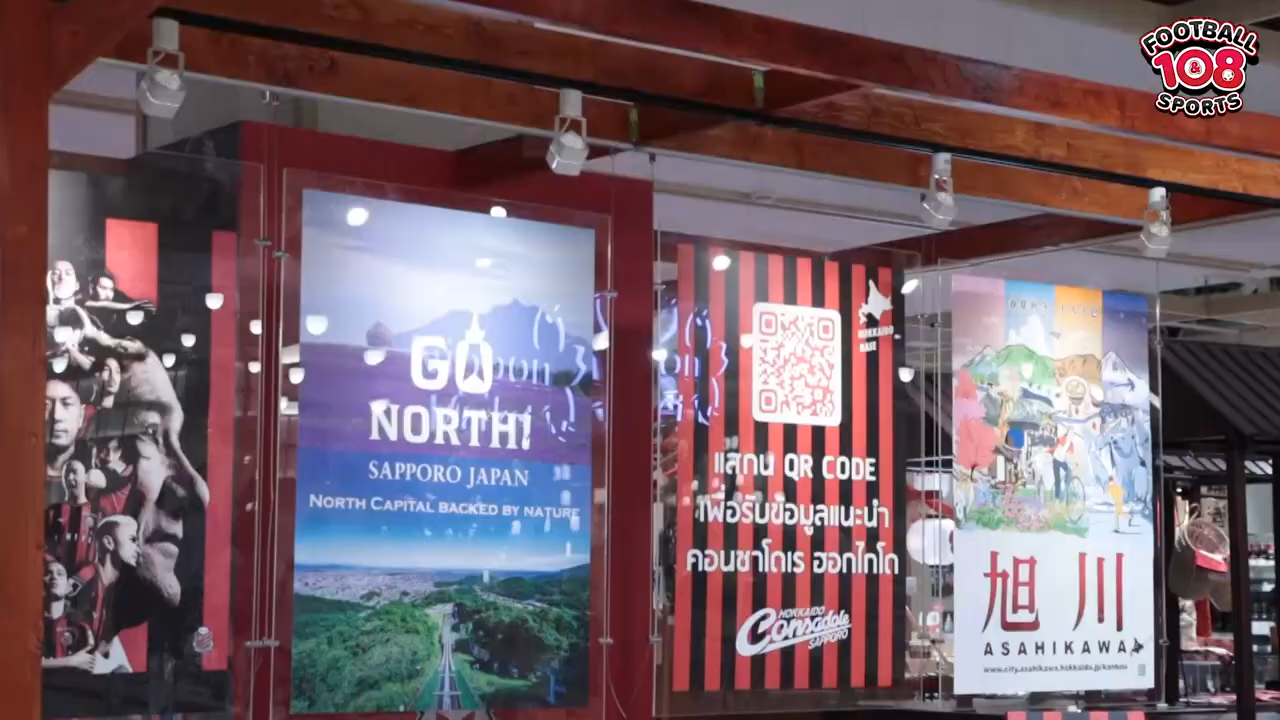 FOOTBALL
108
&
SPORTS
GO
NORTH!
SAPPORO JAPAN
NORTH CAPITAL BACKED BY NATURE
HOKKAIDO
BASE
แสกน QR CODE
เพื่อรับข้อมูลแนะนำ
คอนซาโดเร ฮอกไกโด
HOKKAIDO
Consadole
SAPPORO
旭川
ASAHIKAWA
www.city.asahikawa.hokkaido.jp/kankou